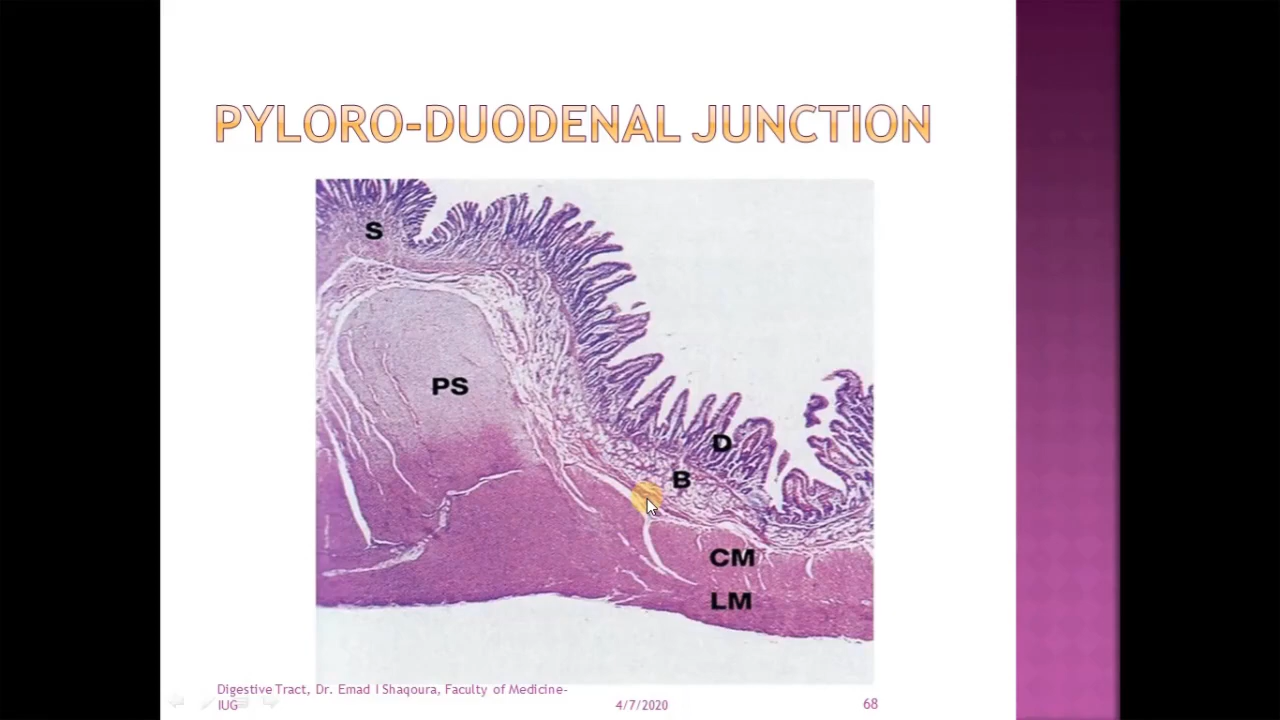 PYLORO-DUODENAL JUNCTION
S
PS
D
B
CM
LM
Digestive Tract, Dr. Emad I Shaqoura, Faculty of Medicine-
IUG
4/7/2020
68